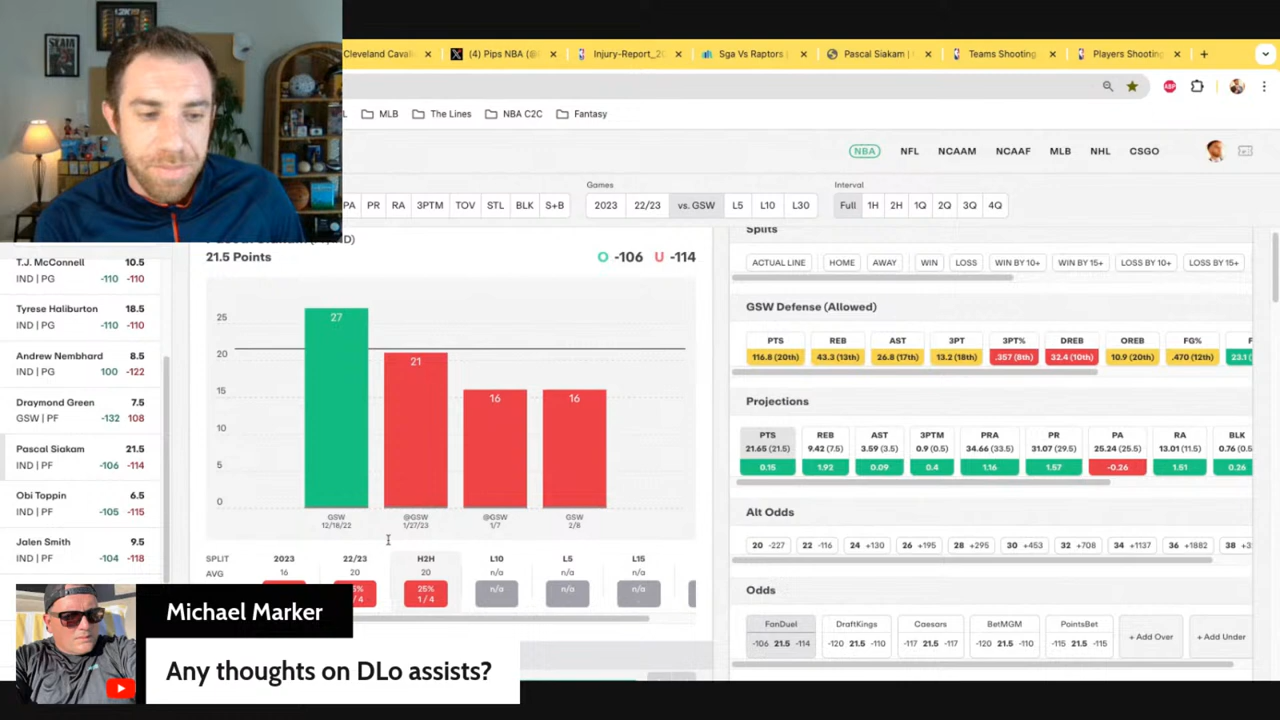 Cleveland Cavali × (4) Pips NBA (@ × Injury-Report_2 × Sga Vs Raptors | × Pascal Siakam | × Teams Shooting × Players Shooting × +
MLB The Lines NBA C2C Fantasy
NBA NFL NCAAM NCAAF MLB NHL CSGO
Games Interval
PA PR RA 3PTM TOV STL BLK S+B 2023 22/23 vs. GSW L5 L10 L30 Full 1H 2H 1Q 2Q 3Q 4Q
T.J. McConnell 10.5
IND | PG -110 -110
Tyrese Haliburton 18.5
IND | PG -110 -110
Andrew Nembhard 8.5
IND | PG 100 -122
Draymond Green 7.5
GSW | PF -132 108
Pascal Siakam 21.5
IND | PF -106 -114
Obi Toppin 6.5
IND | PF -105 -115
Jalen Smith 9.5
IND | PF -104 -118
21.5 Points O -106 U -114
25
20
15
10
5
0
27 21 16 16
GSW @GSW @GSW GSW
12/18/22 1/27/23 1/7 2/8
SPLIT 2023 22/23 H2H L10 L5 L15
AVG 16 20 20 n/a n/a n/a
25% n/a n/a n/a
/ 4 1 / 4
Splits
ACTUAL LINE HOME AWAY WIN LOSS WIN BY 10+ WIN BY 15+ LOSS BY 10+ LOSS BY 15+
GSW Defense (Allowed)
PTS REB AST 3PT 3PT% DREB OREB FG%
116.8 (20th) 43.3 (13th) 26.8 (17th) 13.2 (18th) .357 (8th) 32.4 (10th) 10.9 (20th) .470 (12th) 23.1
Projections
PTS REB AST 3PTM PRA PR PA RA BLK
21.65 (21.5) 9.42 (7.5) 3.59 (3.5) 0.9 (0.5) 34.66 (33.5) 31.07 (29.5) 25.24 (25.5) 13.01 (11.5) 0.76 (0.5
0.15 1.92 0.09 0.4 1.16 1.57 -0.26 1.51 0.26
Alt Odds
20 -227 22 -116 24 +130 26 +195 28 +295 30 +453 32 +708 34 +1137 36 +1882 38
Odds
FanDuel DraftKings Caesars BetMGM PointsBet
-106 21.5 -114 -120 21.5 -110 -117 21.5 -117 -120 21.5 -110 -115 21.5 -115 + Add Over + Add Under
Michael Marker
Any thoughts on DLo assists?